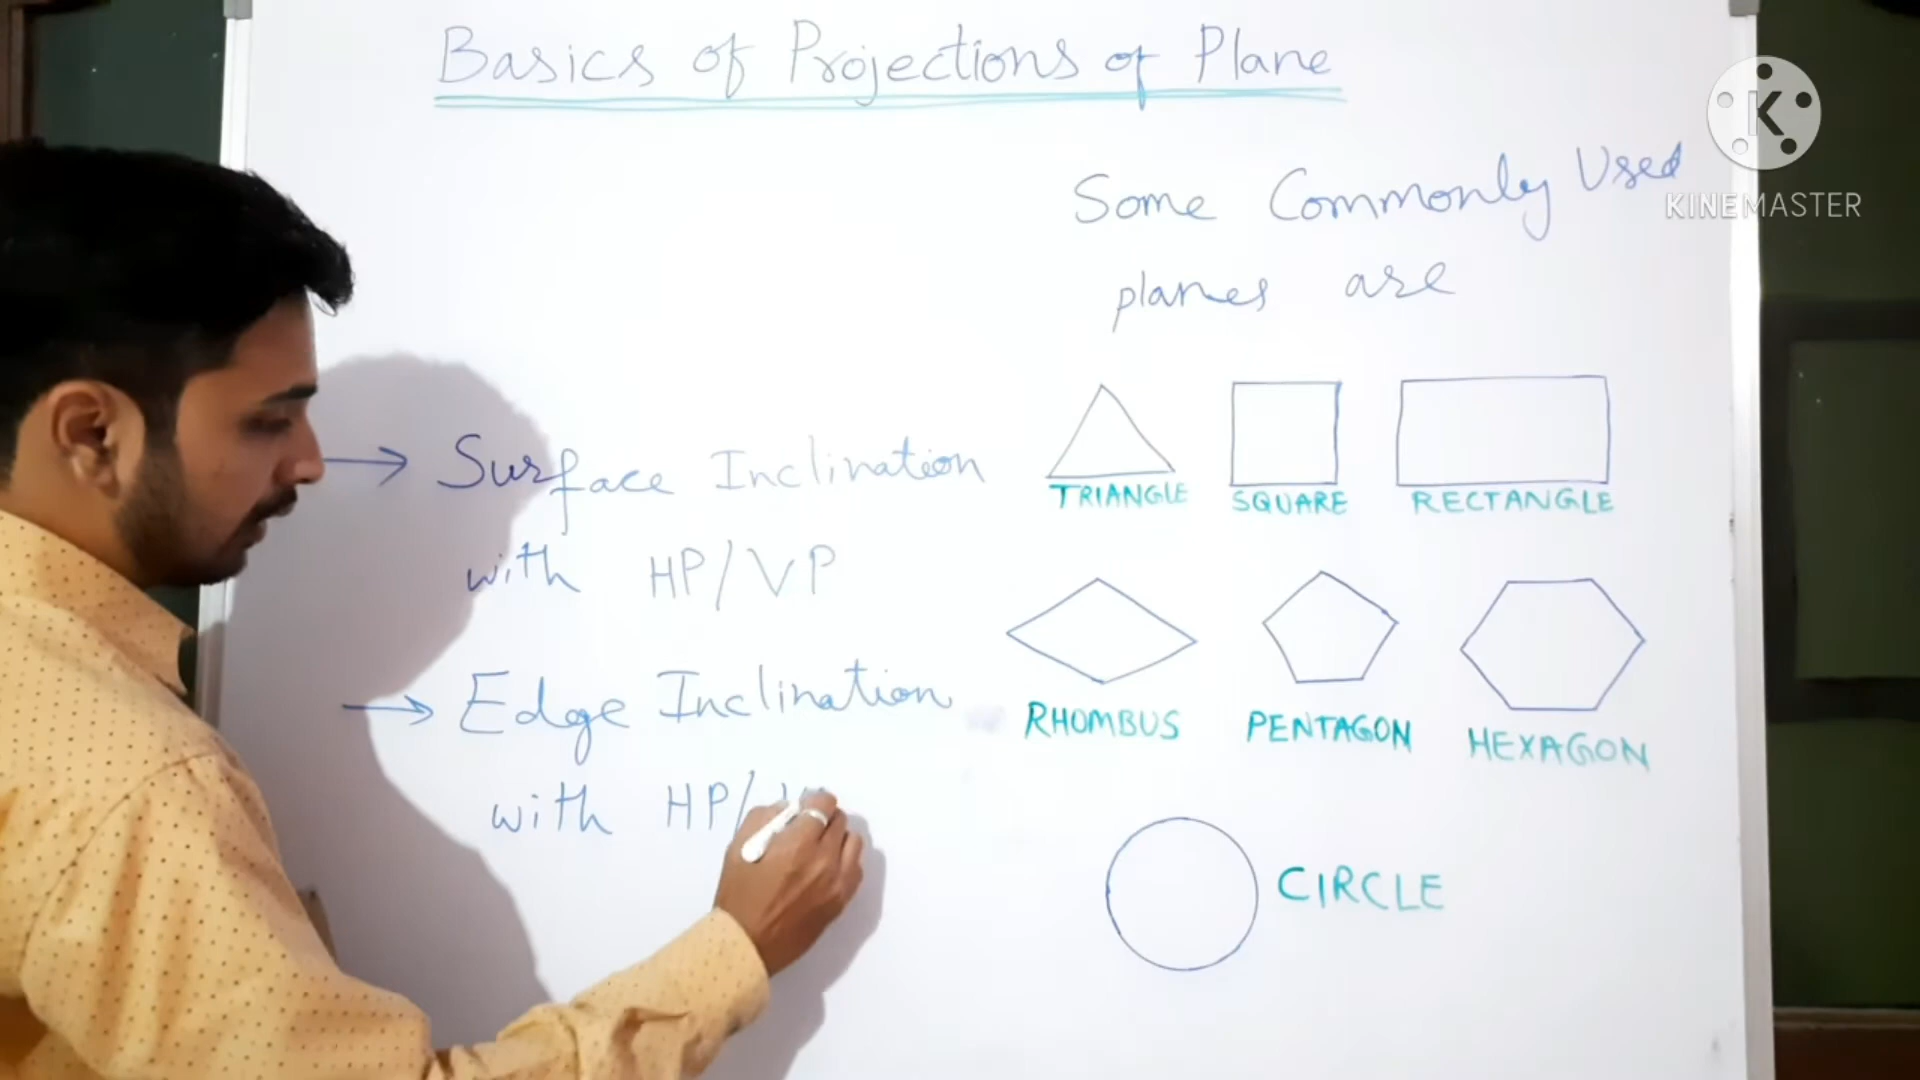 Basics of Projections of Plane
KINEMASTER
Some Commonly Used
planes are
→ Surface Inclination
with HP/VP
→ Edge Inclination
with HP/
TRIANGLE SQUARE RECTANGLE
RHOMBUS PENTAGON HEXAGON
CIRCLE